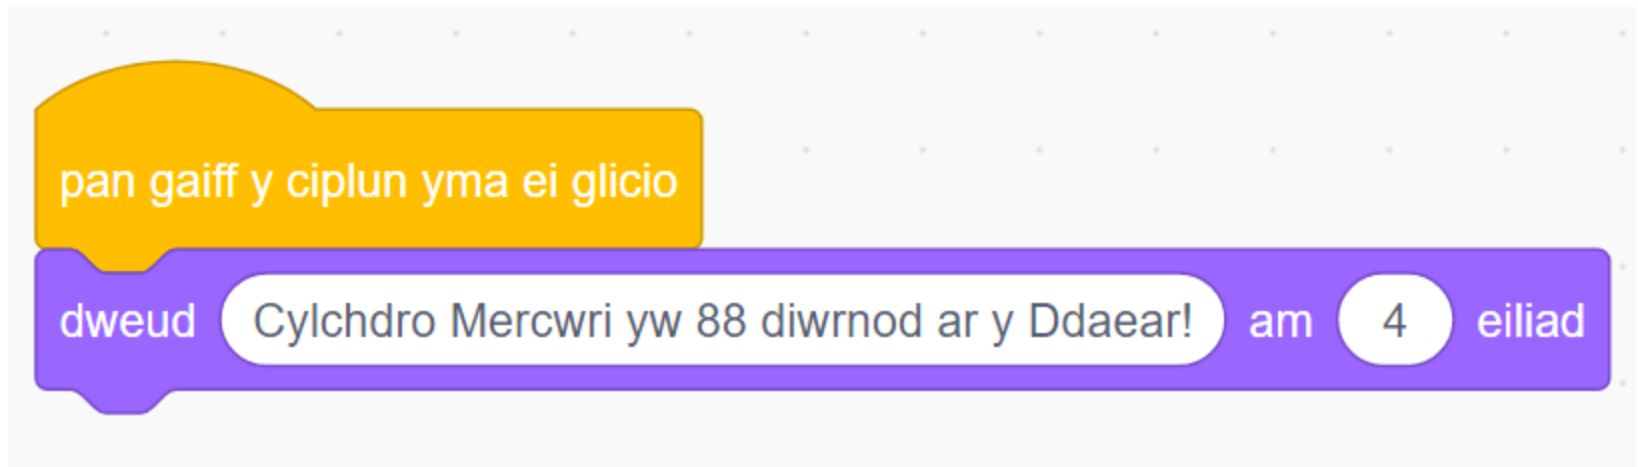 pan gaiff y ciplun yma ei glicio
dweud Cylchdro Mercwri yw 88 diwrnod ar y Ddaear! am 4 eiliad